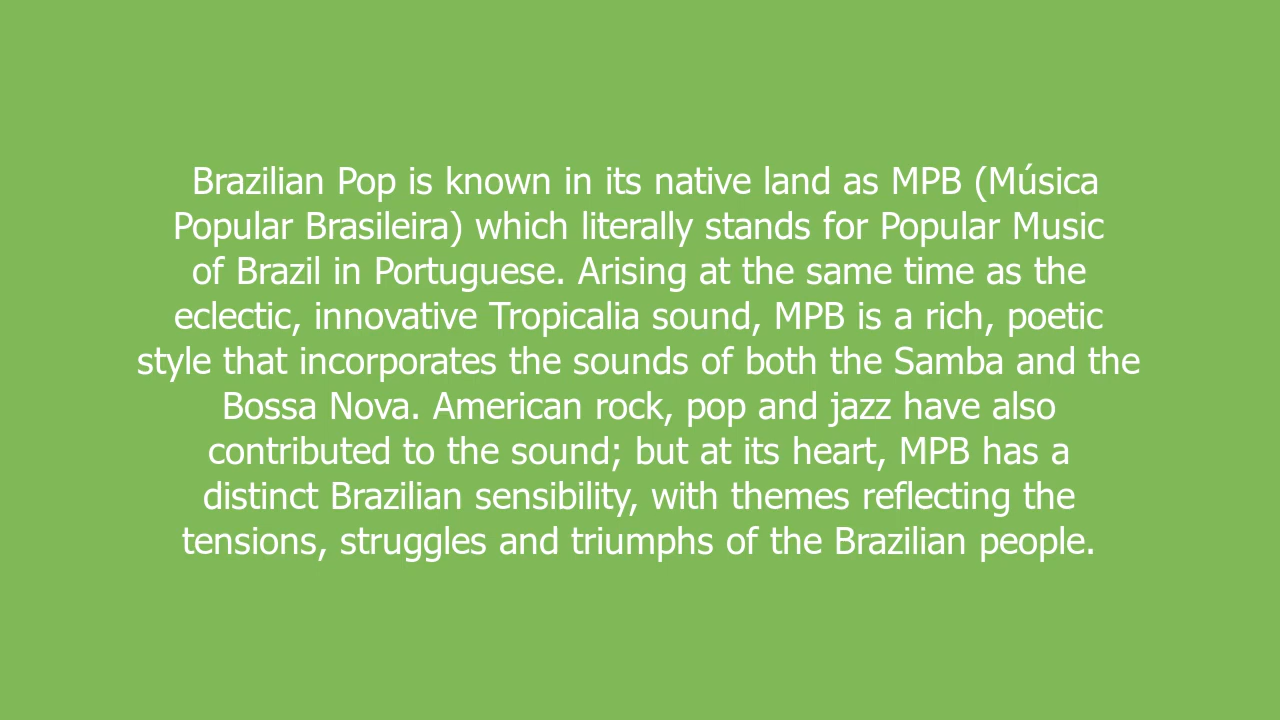 Brazilian Pop is known in its native land as MPB (Música
Popular Brasileira) which literally stands for Popular Music
of Brazil in Portuguese. Arising at the same time as the
eclectic, innovative Tropicalia sound, MPB is a rich, poetic
style that incorporates the sounds of both the Samba and the
Bossa Nova. American rock, pop and jazz have also
contributed to the sound; but at its heart, MPB has a
distinct Brazilian sensibility, with themes reflecting the
tensions, struggles and triumphs of the Brazilian people.